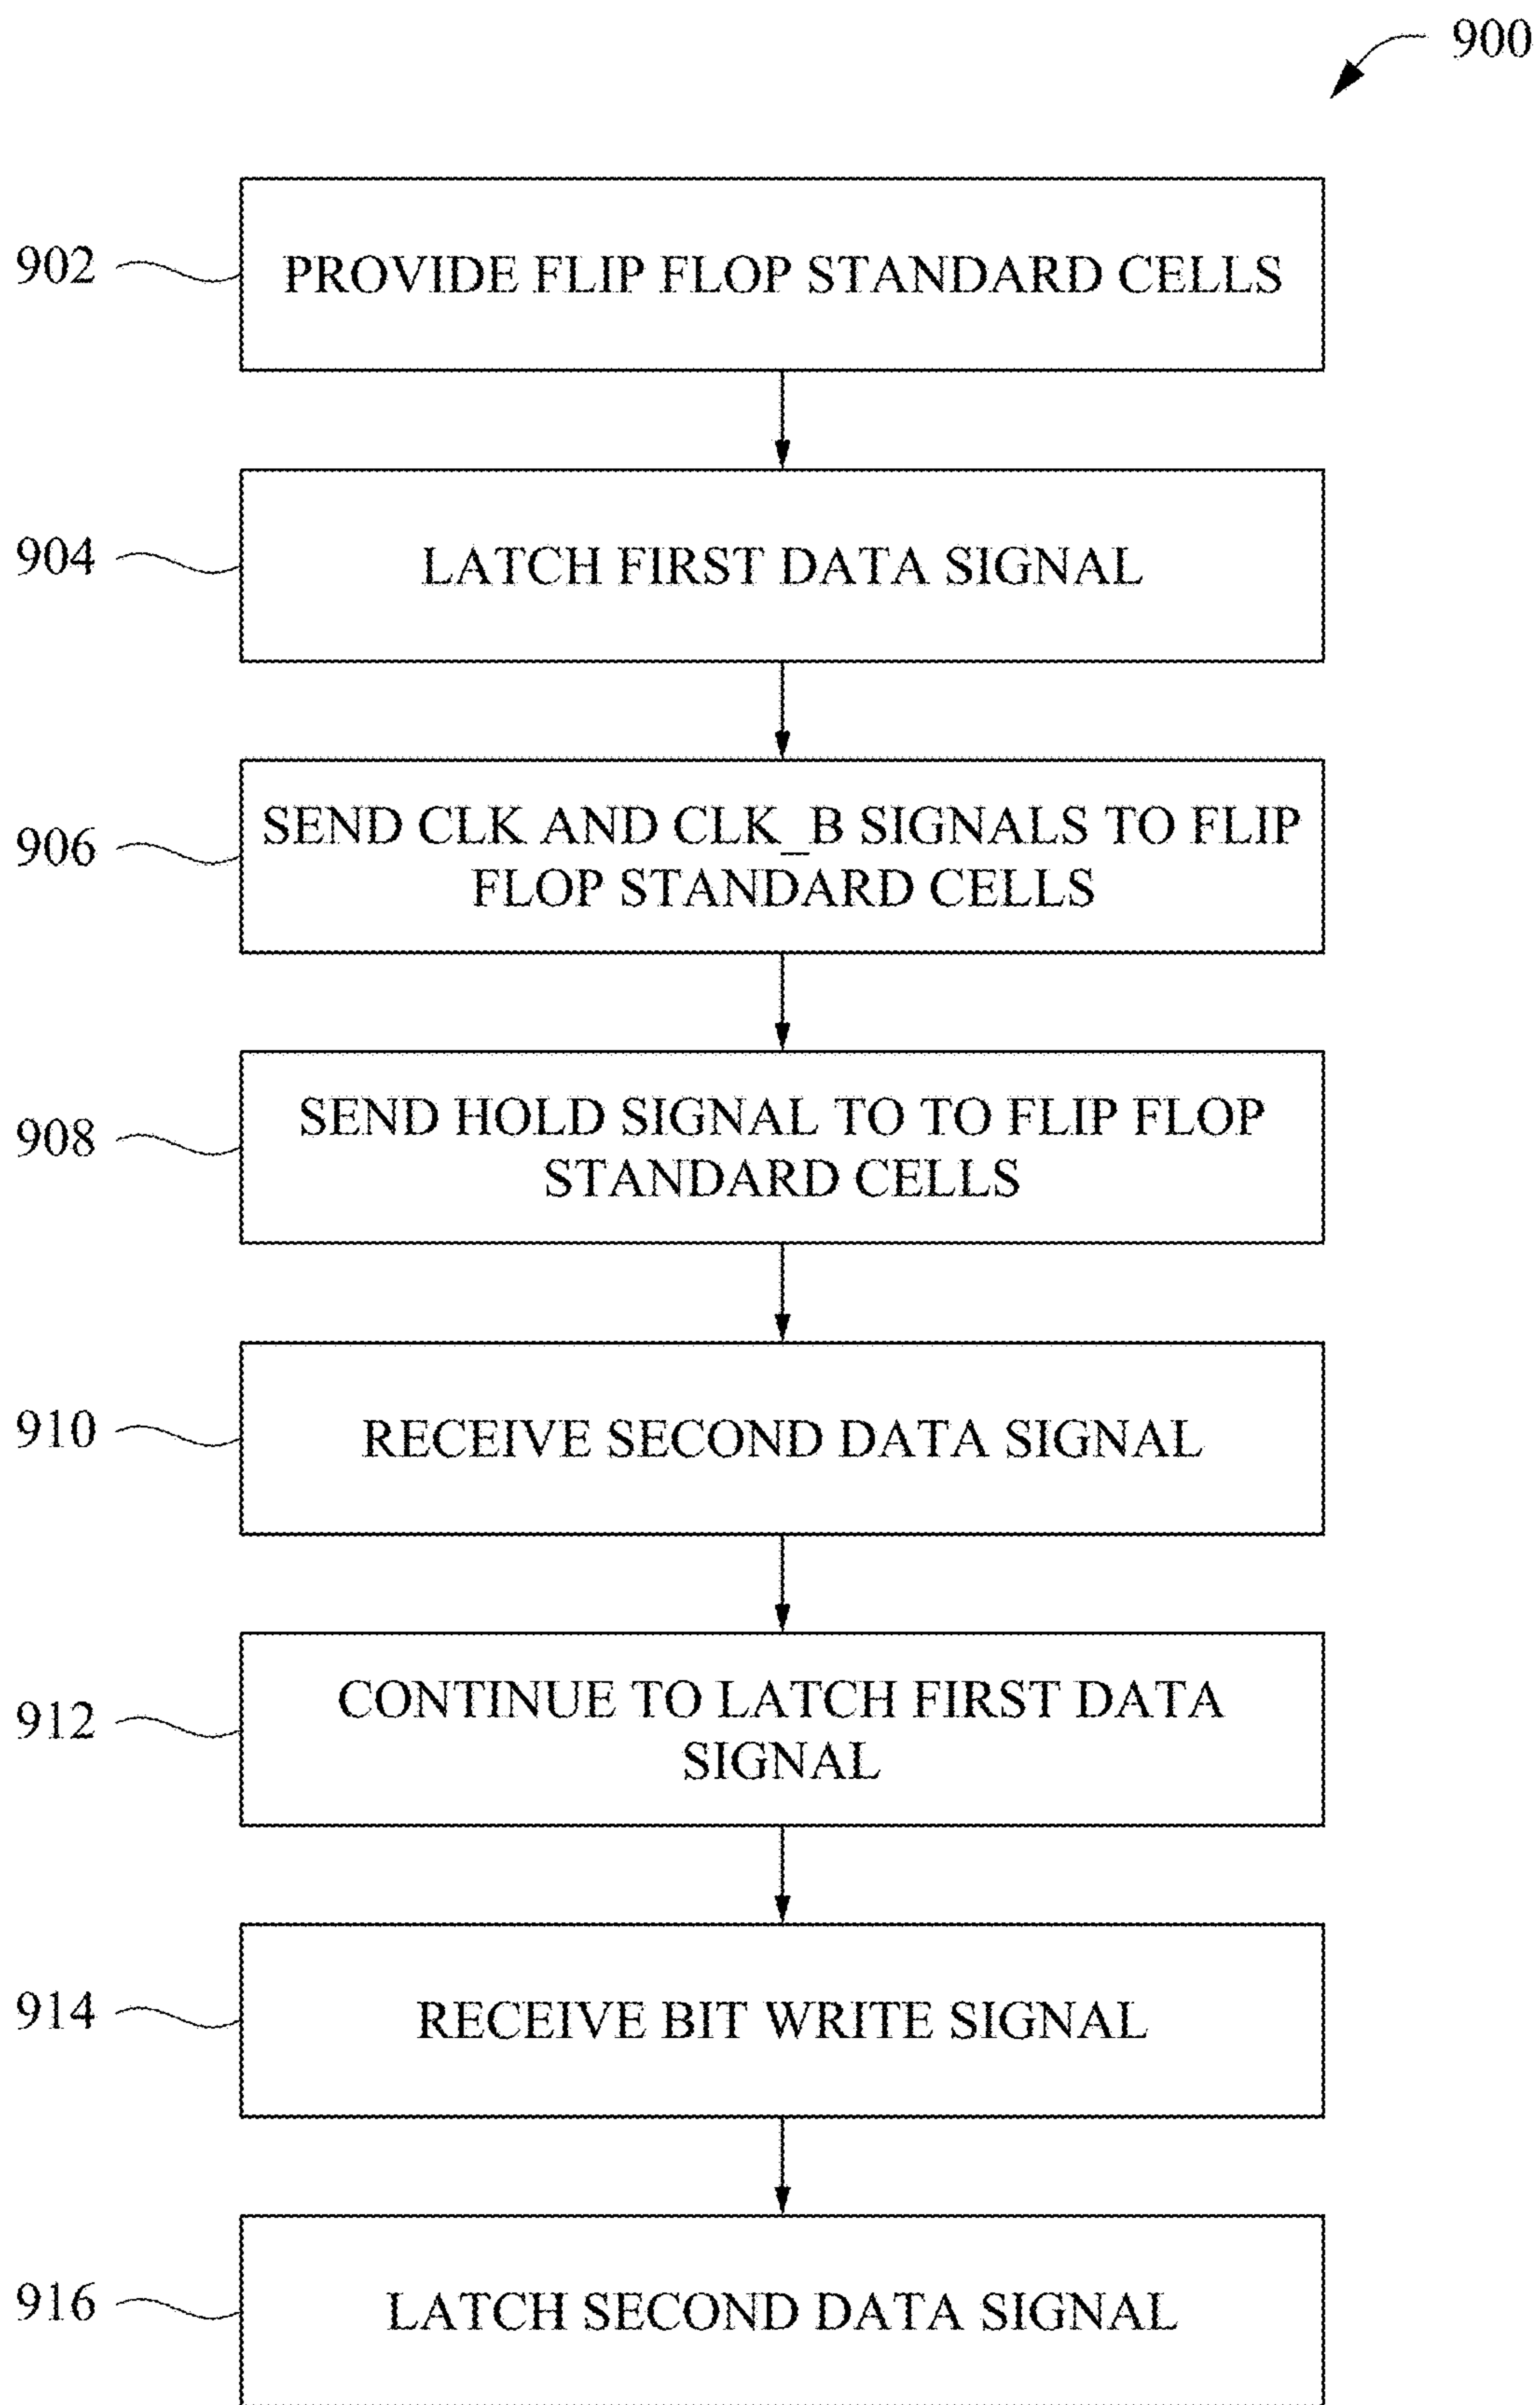 900
902
PROVIDE FLIP FLOP STANDARD CELLS
904
LATCH FIRST DATA SIGNAL
906
SEND CLK AND CLK_B SIGNALS TO FLIP
FLOP STANDARD CELLS
908
SEND HOLD SIGNAL TO TO FLIP FLOP
STANDARD CELLS
910
RECEIVE SECOND DATA SIGNAL
912
CONTINUE TO LATCH FIRST DATA
SIGNAL
914
RECEIVE BIT WRITE SIGNAL
916
LATCH SECOND DATA SIGNAL